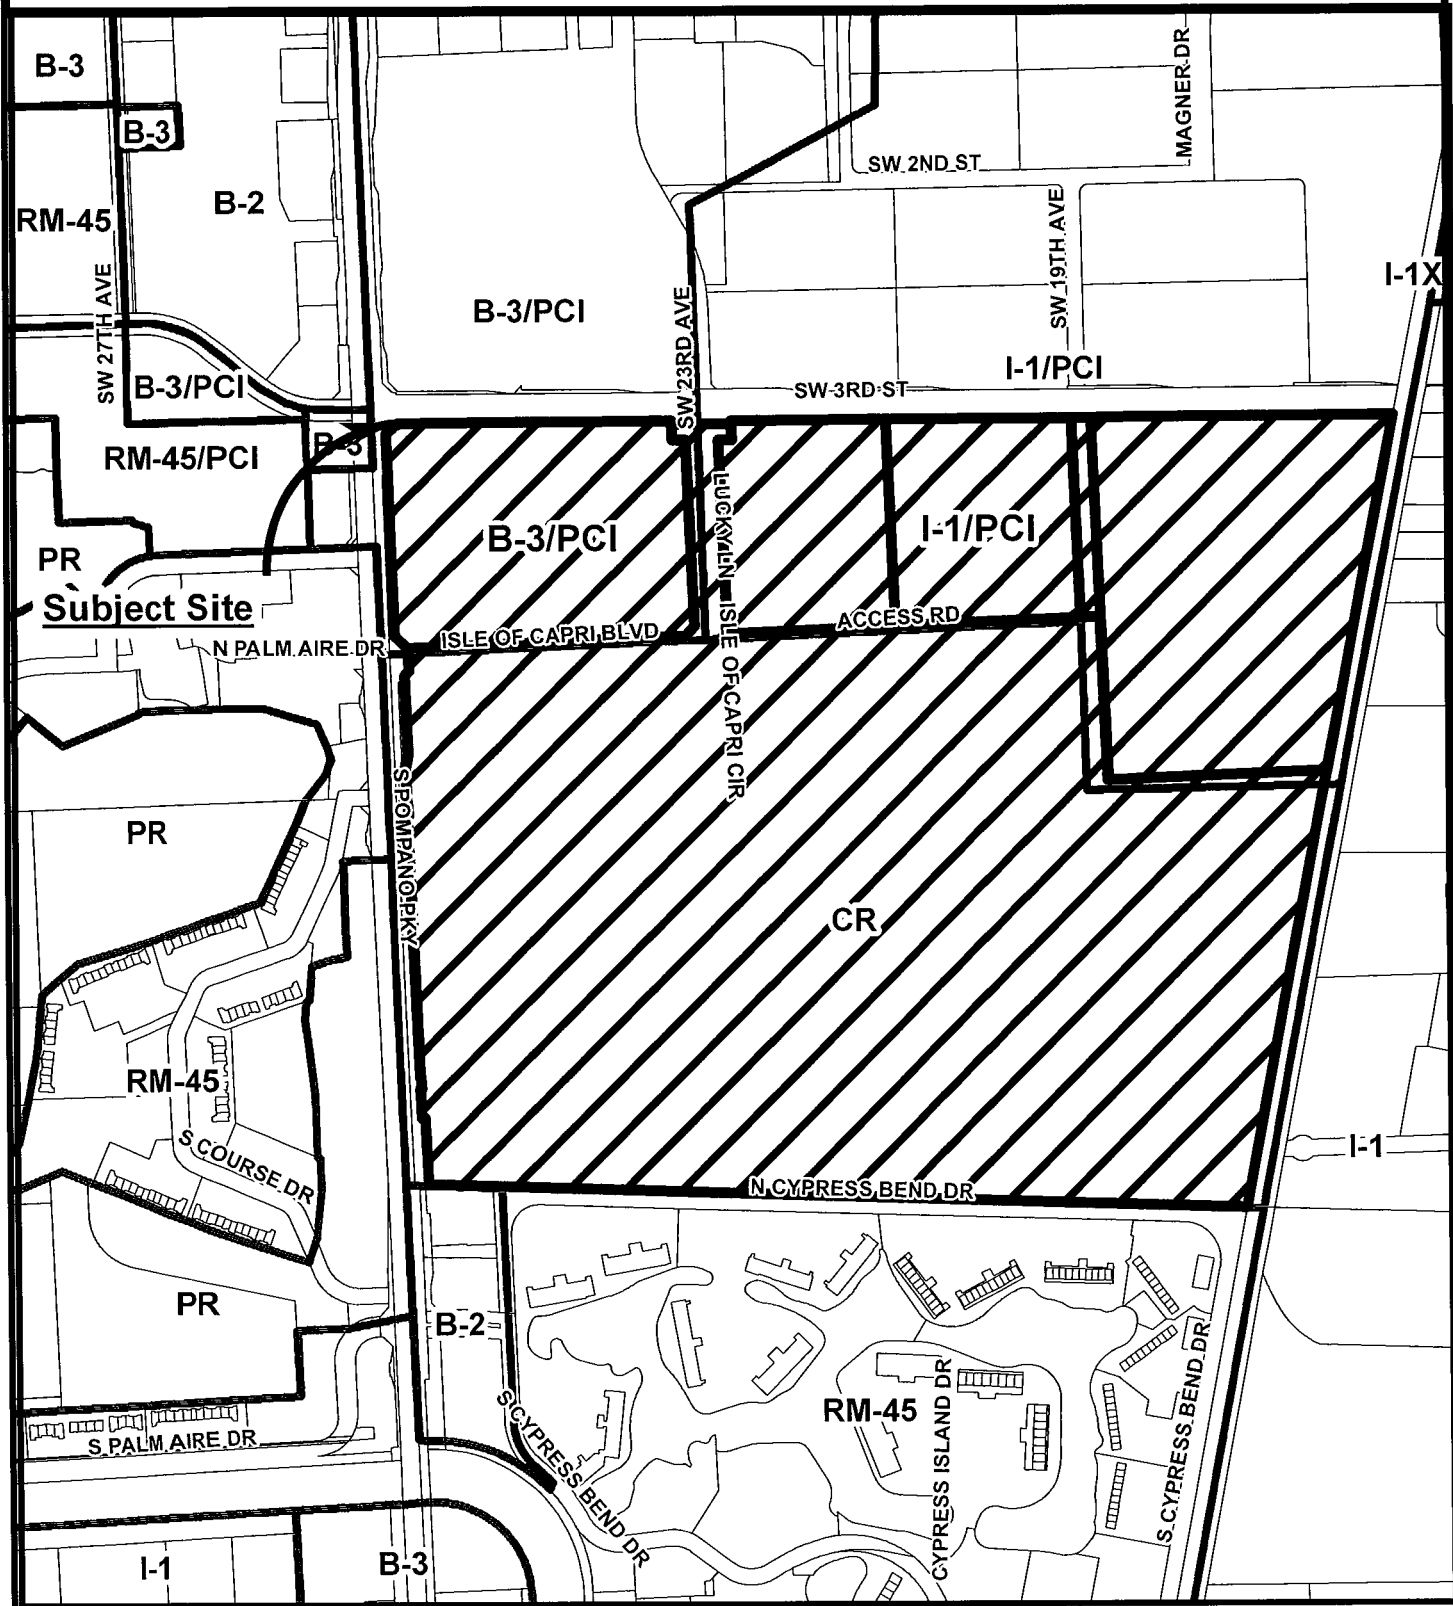 B-3
MAGNER DR
B-3
SW 2ND ST
RM-45
B-2
SW 19TH AVE
I-1X
SW 27TH AVE
B-3/PCI
SW 23RD AVE
I-1/PCI
B-3/PCI
SW 3RD ST
RM-45/PCI
B-3
LUCKY LN
B-3/PCI
I-1/PCI
PR
Subject Site
ISLE OF CAPRI BLVD
ACCESS RD
N PALM AIRE DR
ISLE OF CAPRI CIR
S POMPANO PKY
PR
CR
RM-45
S COURSE DR
I-1
N CYPRESS BEND DR
PR
B-2
S CYPRESS BEND DR
RM-45
CYPRESS ISLAND DR
S CYPRESS BEND DR
S PALM AIRE DR
I-1
B-3